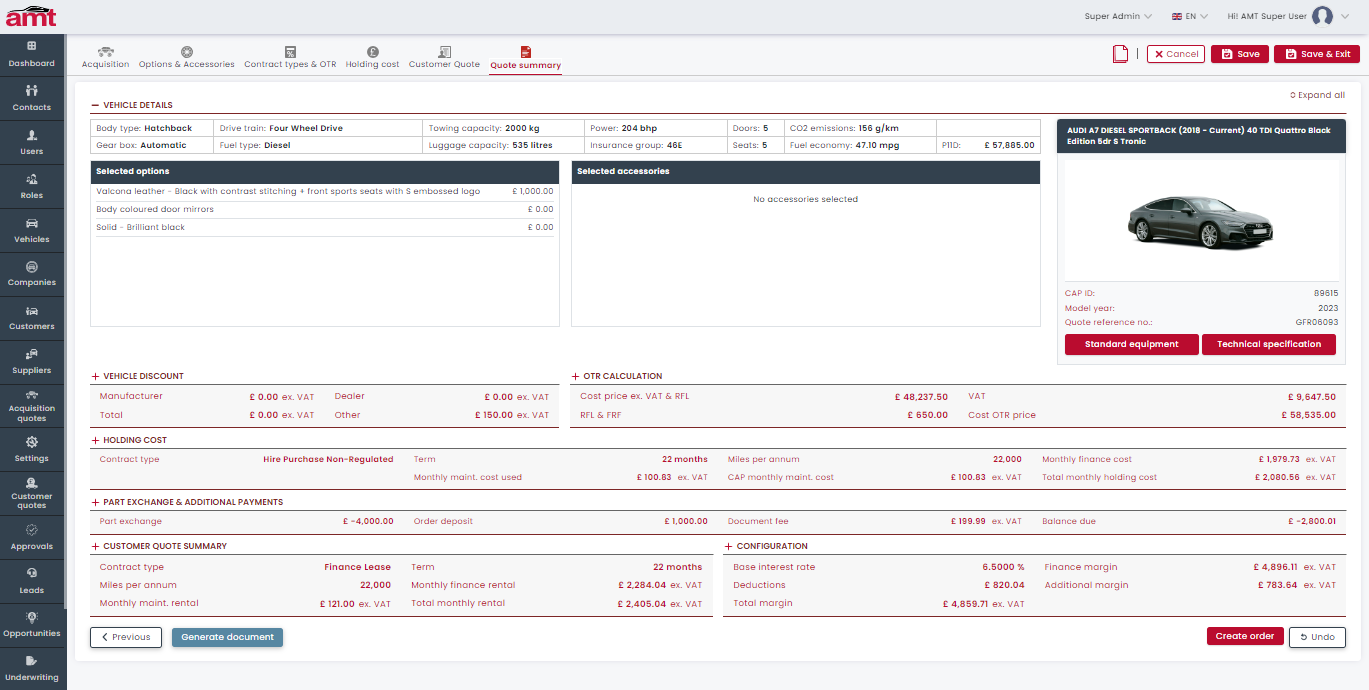 amt
Super Admin EN Hi! AMT Super User
Dashboard
Contacts
Users
Roles
Vehicles
Companies
Customers
Suppliers
Acquisition
quotes
Settings
Customer
quotes
Approvals
Leads
Opportunities
Underwriting
Acquisition Options & Accessories Contract types & OTR Holding cost Customer Quote Quote summary
Cancel Save Save & Exit
Expand all
VEHICLE DETAILS
Body type: Hatchback Drive train: Four Wheel Drive Towing capacity: 2000 kg Power: 204 bhp Doors: 5 CO2 emissions: 156 g/km
Gear box: Automatic Fuel type: Diesel Luggage capacity: 535 litres Insurance group: 46E Seats: 5 Fuel economy: 47.10 mpg P11D: £ 57,885.00
Selected options
Valcona leather - Black with contrast stitching + front sports seats with S embossed logo £ 1,000.00
Body coloured door mirrors £ 0.00
Solid - Brilliant black £ 0.00
Selected accessories
No accessories selected
AUDI A7 DIESEL SPORTBACK (2018 - Current) 40 TDI Quattro Black
Edition 5dr S Tronic
CAP ID: 89615
Model year: 2023
Quote reference no.: GFR06093
Standard equipment Technical specification
VEHICLE DISCOUNT
Manufacturer £ 0.00 ex. VAT Dealer £ 0.00 ex. VAT
Total £ 0.00 ex. VAT Other £ 150.00 ex. VAT
OTR CALCULATION
Cost price ex. VAT & RFL £ 48,237.50 VAT £ 9,647.50
RFL & FRF £ 650.00 Cost OTR price £ 58,535.00
HOLDING COST
Contract type Hire Purchase Non-Regulated Term 22 months Miles per annum 22,000 Monthly finance cost £ 1,979.73 ex. VAT
Monthly maint. cost used £ 100.83 ex. VAT CAP monthly maint. cost £ 100.83 ex. VAT Total monthly holding cost £ 2,080.56 ex. VAT
PART EXCHANGE & ADDITIONAL PAYMENTS
Part exchange £ -4,000.00 Order deposit £ 1,000.00 Document fee £ 199.99 ex. VAT Balance due £ -2,800.01
CUSTOMER QUOTE SUMMARY
Contract type Finance Lease Term 22 months
Miles per annum 22,000 Monthly finance rental £ 2,284.04 ex. VAT
Monthly maint. rental £ 121.00 ex. VAT Total monthly rental £ 2,405.04 ex. VAT
CONFIGURATION
Base interest rate 6.5000 % Finance margin £ 4,896.11 ex. VAT
Deductions £ 820.04 Additional margin £ 783.64 ex. VAT
Total margin £ 4,859.71 ex. VAT
Previous Generate document Create order Undo